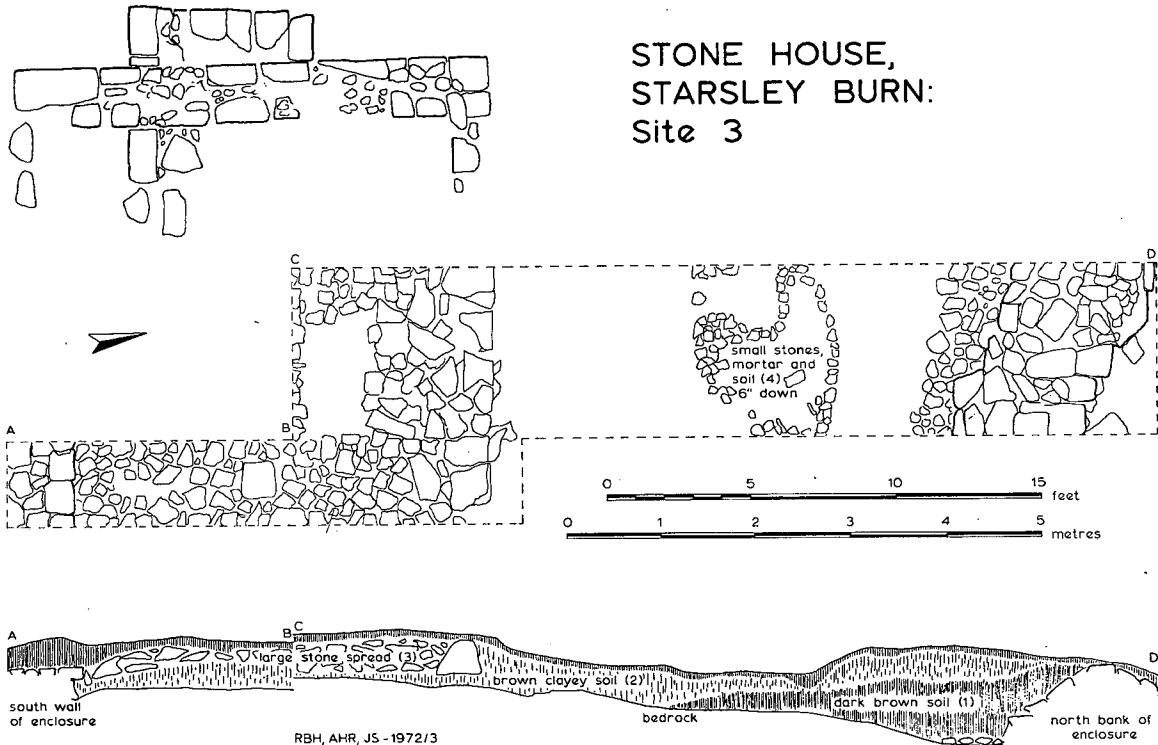 STONE HOUSE,
STARSLEY BURN:
Site 3
C
D
small stones,
mortar and
soil (4)
6" down
A
B
0 5 10 15
feet
0 1 2 3 4 5
metres
A
B
C
D
large stone spread (3)
brown clayey soil (2)
dark brown soil (1)
south wall
of enclosure
bedrock
north bank of
enclosure
RBH, AHR, JS - 1972/3